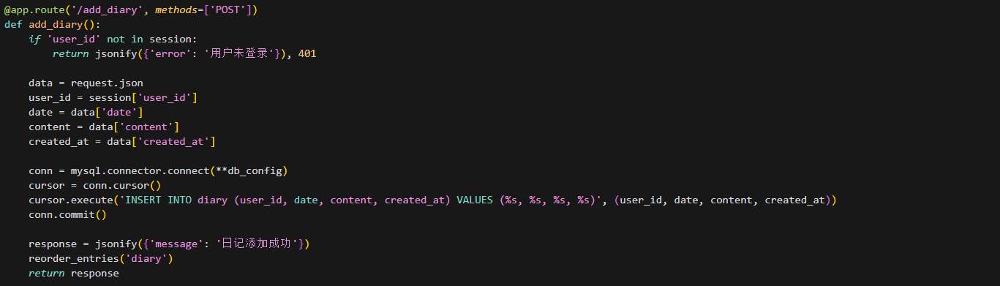 @app.route('/add_diary', methods=['POST'])
def add_diary():
    if 'user_id' not in session:
        return jsonify({'error': '用户未登录'}), 401

    data = request.json
    user_id = session['user_id']
    date = data['date']
    content = data['content']
    created_at = data['created_at']

    conn = mysql.connector.connect(**db_config)
    cursor = conn.cursor()
    cursor.execute('INSERT INTO diary (user_id, date, content, created_at) VALUES (%s, %s, %s, %s)', (user_id, date, content, created_at))
    conn.commit()

    response = jsonify({'message': '日记添加成功'})
    reorder_entries('diary')
    return response